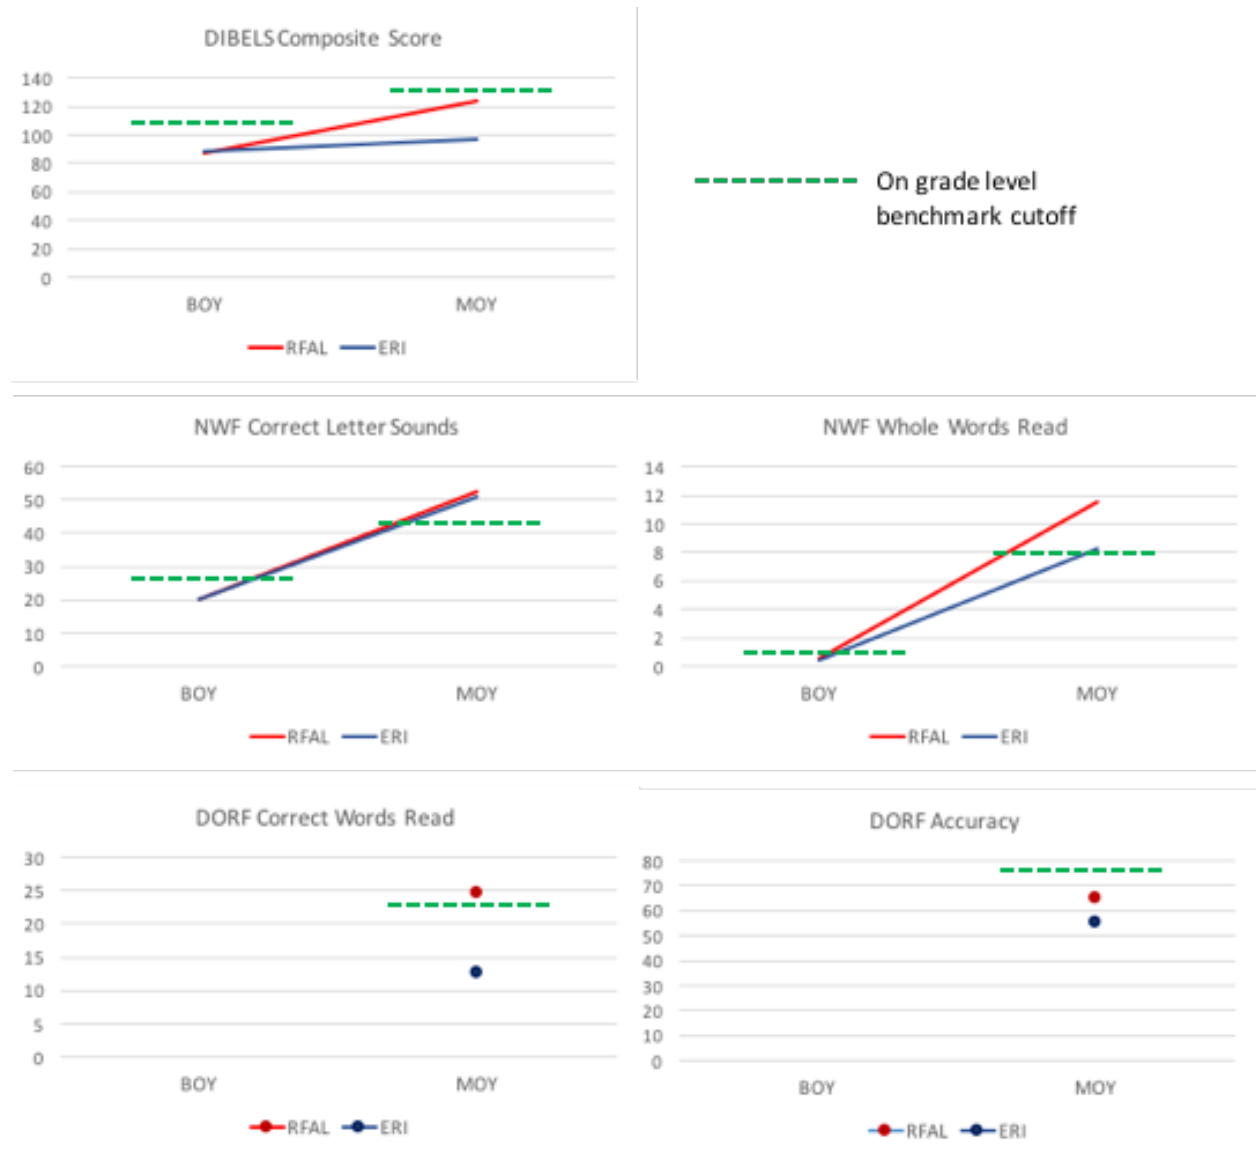 DIBELS Composite Score
140
120
100
80
60
40
20
0
BOY MOY
RFAL ERI
On grade level
benchmark cutoff
NWF Correct Letter Sounds
60
50
40
30
20
10
0
BOY MOY
RFAL ERI
NWF Whole Words Read
14
12
10
8
6
4
2
0
BOY MOY
RFAL ERI
DORF Correct Words Read
30
25
20
15
10
5
0
BOY MOY
RFAL ERI
DORF Accuracy
80
70
60
50
40
30
20
10
0
BOY MOY
RFAL ERI